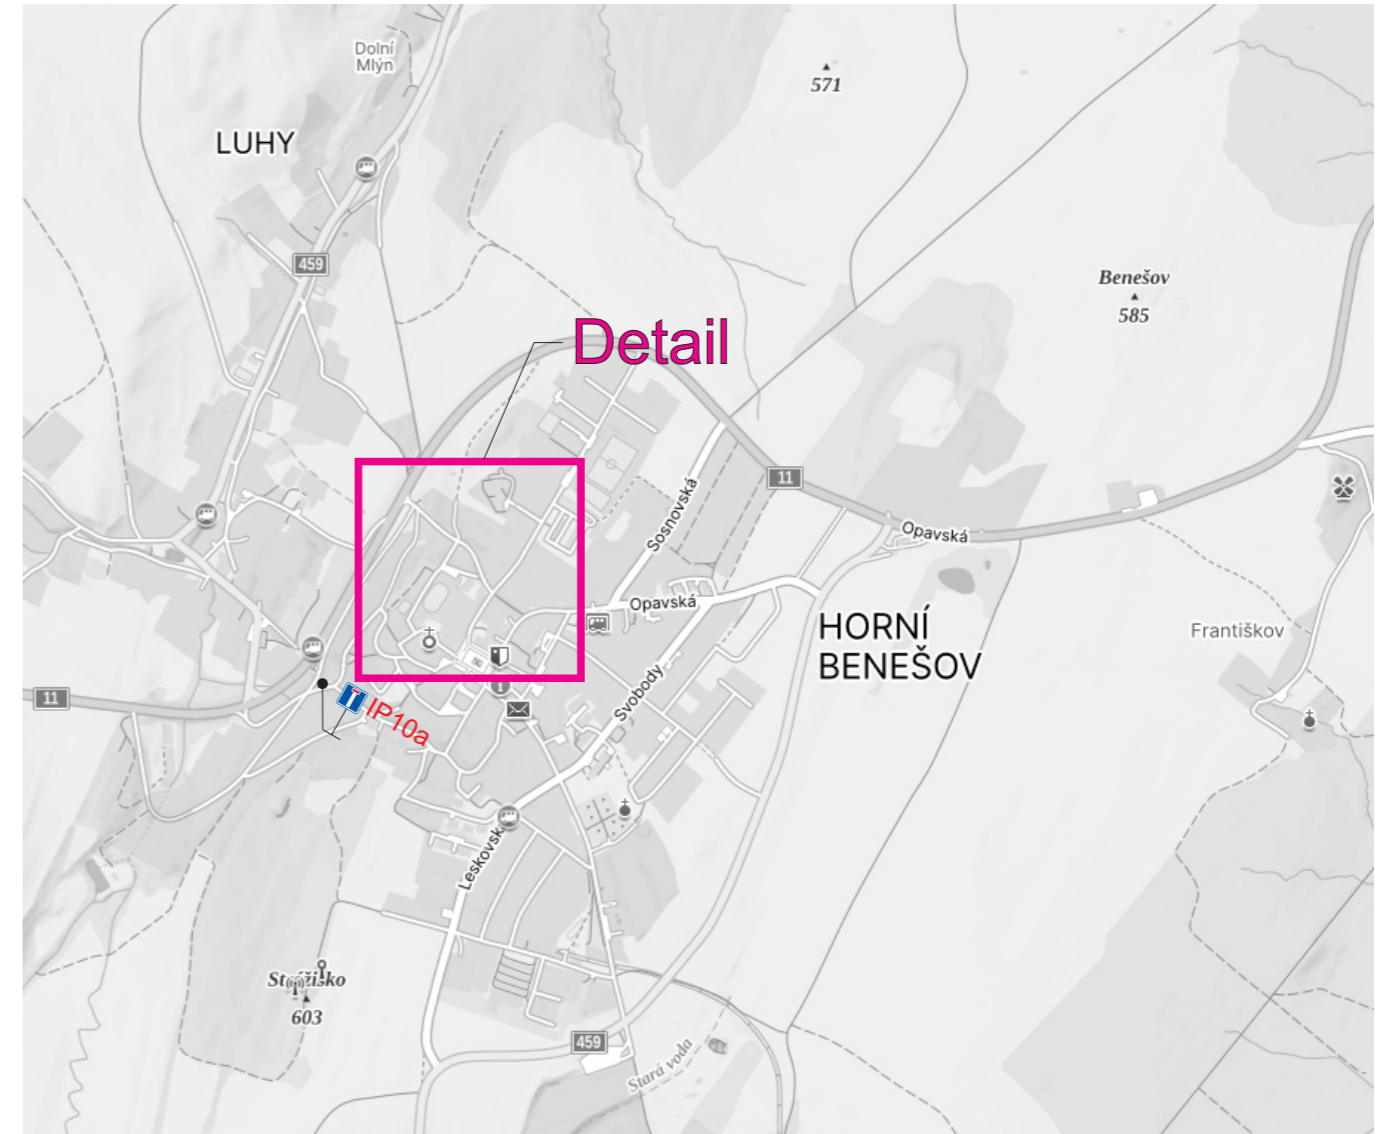 Dolní
Mlýn
571
LUHY
459
Benešov
585
Detail
11
Sosnovská
Opavská
Opavská
HORNÍ
BENEŠOV
Františkov
Svobody
11
IP10a
Leskovská
Strážisko
603
459
Stará voda